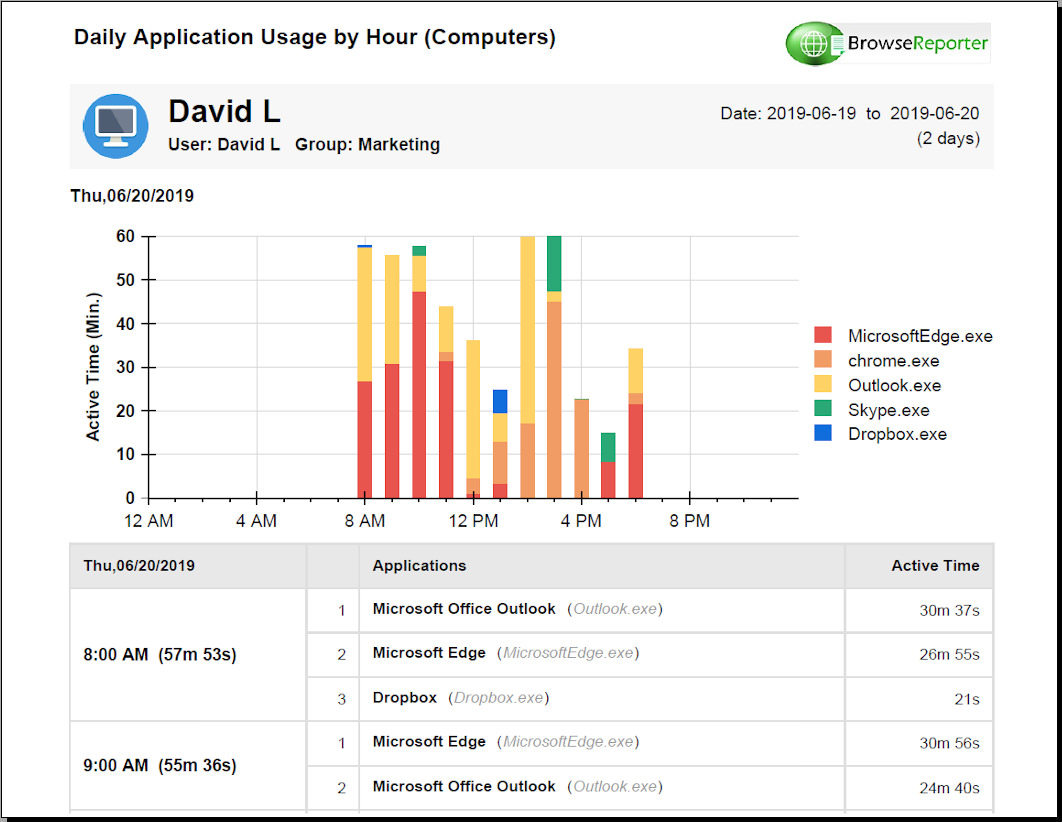 Daily Application Usage by Hour (Computers)
BrowseReporter
David L
User: David L Group: Marketing
Date: 2019-06-19 to 2019-06-20
(2 days)
Thu,06/20/2019
Active Time (Min.)
60
50
40
30
20
10
0
12 AM 4 AM 8 AM 12 PM 4 PM 8 PM
MicrosoftEdge.exe
chrome.exe
Outlook.exe
Skype.exe
Dropbox.exe
Thu,06/20/2019 Applications Active Time
8:00 AM (57m 53s)
1 Microsoft Office Outlook (Outlook.exe) 30m 37s
2 Microsoft Edge (MicrosoftEdge.exe) 26m 55s
3 Dropbox (Dropbox.exe) 21s
9:00 AM (55m 36s)
1 Microsoft Edge (MicrosoftEdge.exe) 30m 56s
2 Microsoft Office Outlook (Outlook.exe) 24m 40s